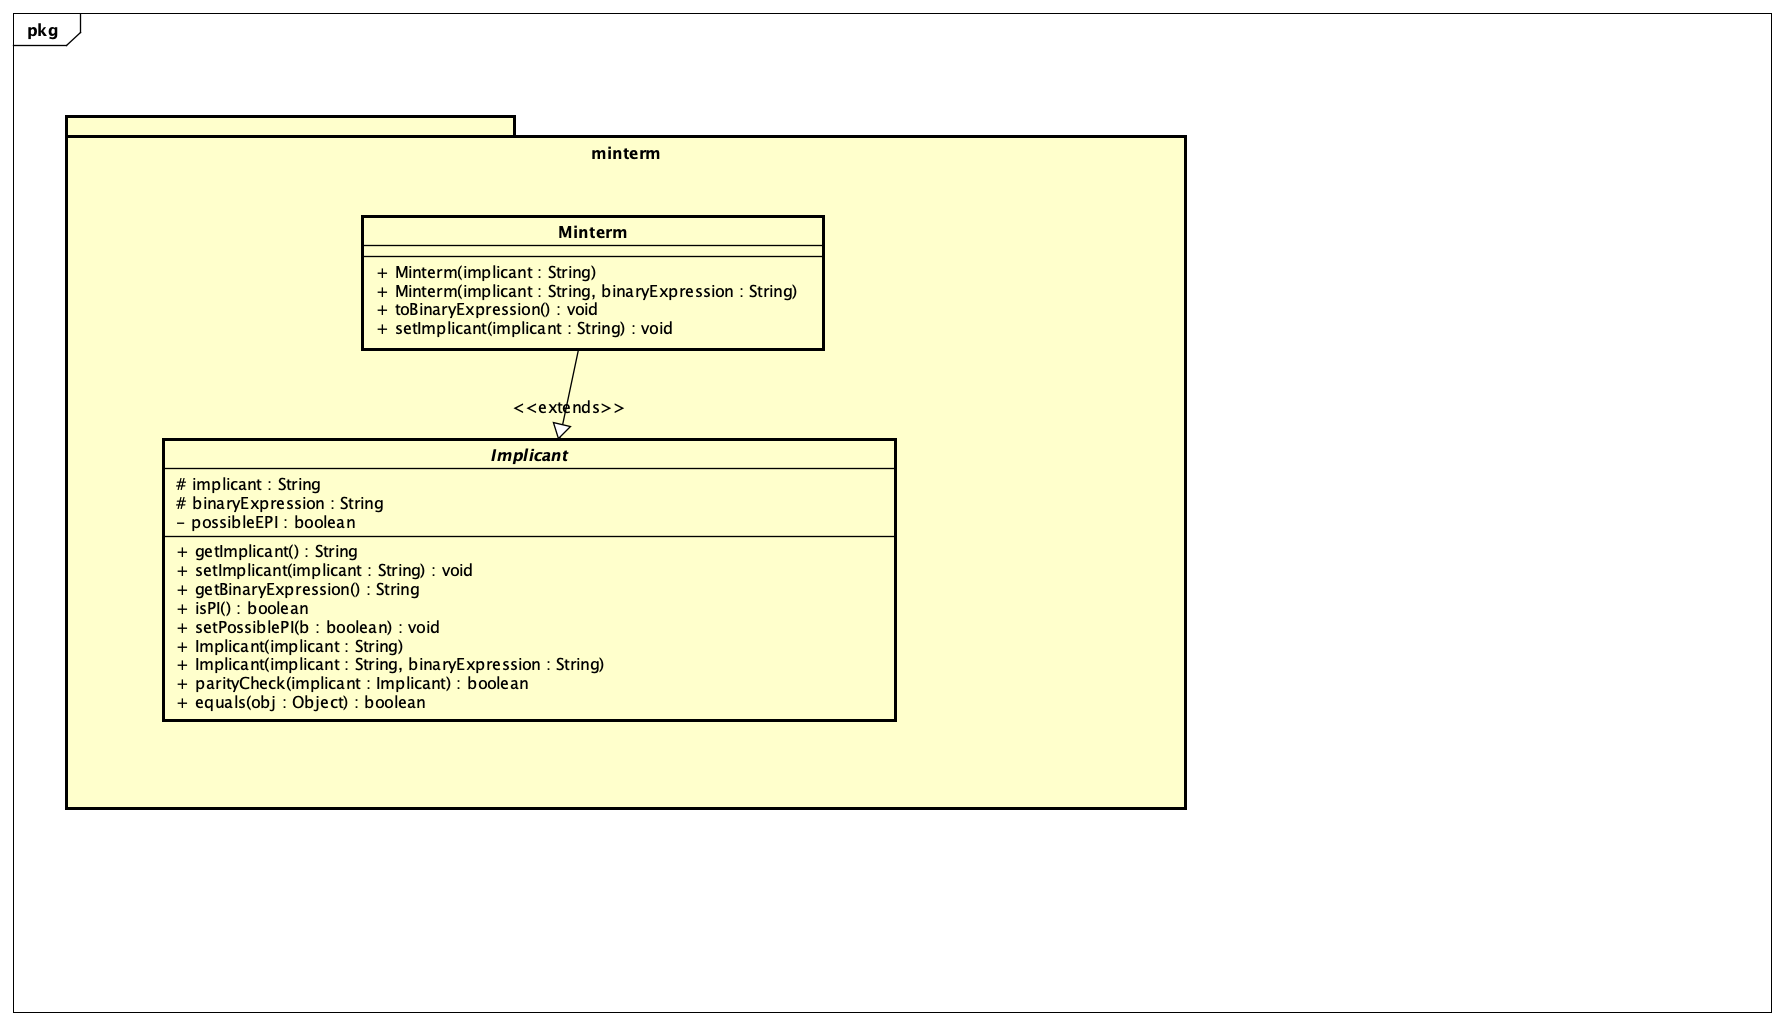 pkg
minterm
Minterm
+ Minterm(implicant : String)
+ Minterm(implicant : String, binaryExpression : String)
+ toBinaryExpression() : void
+ setImplicant(implicant : String) : void
<<extends>>
Implicant
# implicant : String
# binaryExpression : String
- possibleEPI : boolean
+ getImplicant() : String
+ setImplicant(implicant : String) : void
+ getBinaryExpression() : String
+ isPI() : boolean
+ setPossiblePI(b : boolean) : void
+ Implicant(implicant : String)
+ Implicant(implicant : String, binaryExpression : String)
+ parityCheck(implicant : Implicant) : boolean
+ equals(obj : Object) : boolean